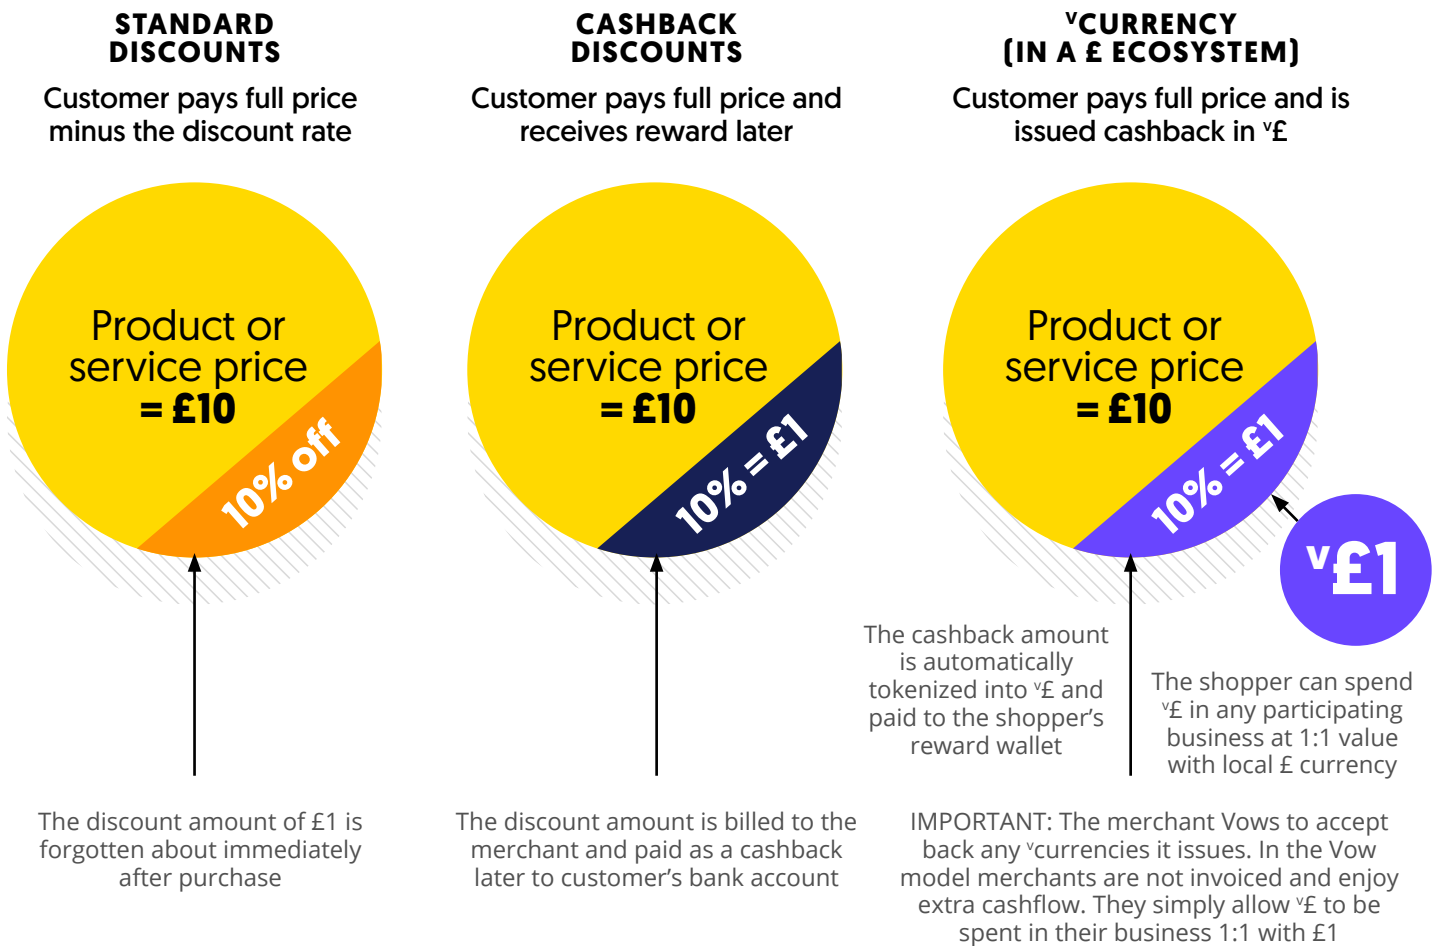 STANDARD
DISCOUNTS
Customer pays full price
minus the discount rate
Product or
service price
= £10
10% off
The discount amount of £1 is
forgotten about immediately
after purchase
CASHBACK
DISCOUNTS
Customer pays full price and
receives reward later
Product or
service price
= £10
10% = £1
The discount amount is billed to the
merchant and paid as a cashback
later to customer's bank account
ᵛCURRENCY
(IN A £ ECOSYSTEM)
Customer pays full price and is
issued cashback in ᵛ£
Product or
service price
= £10
10% = £1
ᵛ£1
The cashback amount
is automatically
tokenized into ᵛ£ and
paid to the shopper's
reward wallet
The shopper can spend
ᵛ£ in any participating
business at 1:1 value
with local £ currency
IMPORTANT: The merchant Vows to accept
back any ᵛcurrencies it issues. In the Vow
model merchants are not invoiced and enjoy
extra cashflow. They simply allow ᵛ£ to be
spent in their business 1:1 with £1